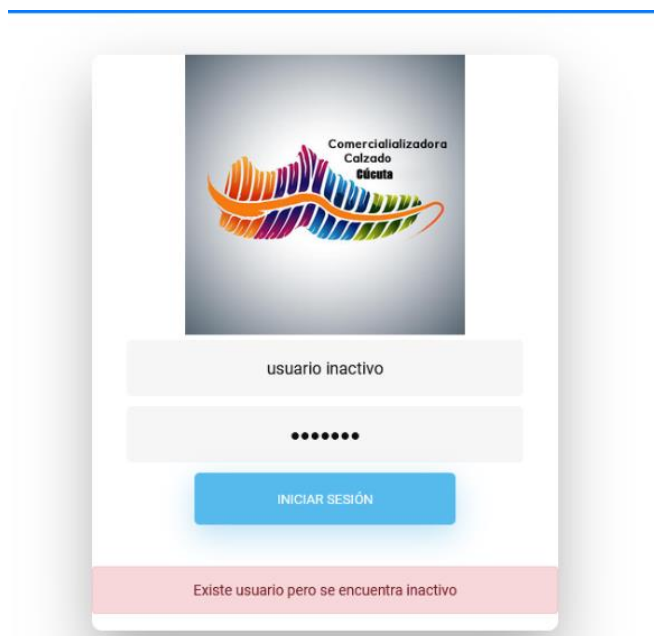 Comercialializadora
Calzado
Cúcuta
usuario inactivo
●●●●●●●
INICIAR SESIÓN
Existe usuario pero se encuentra inactivo